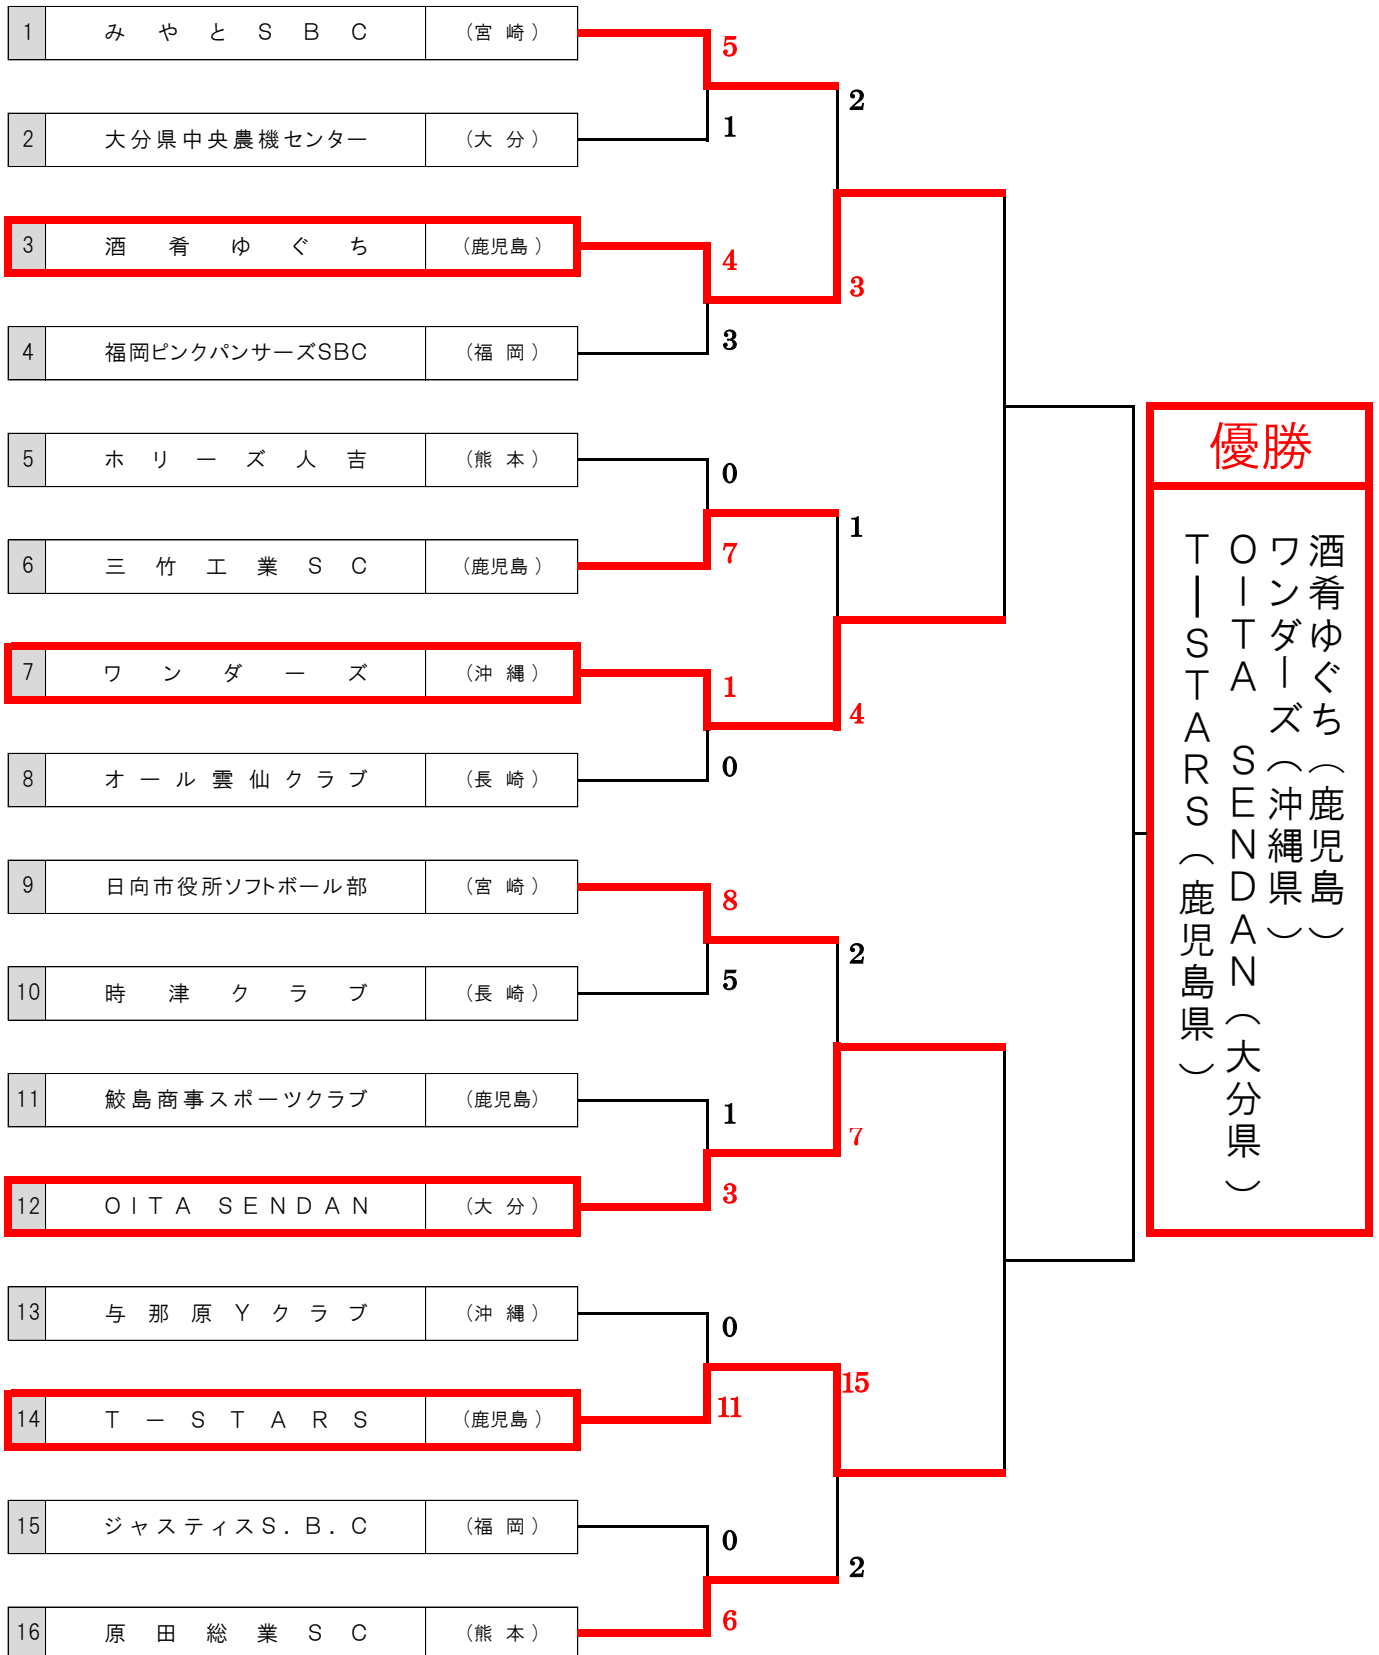 1 みやとSBC (宮崎)
5
2
1
2 大分県中央農機センター (大分)
3 酒肴ゆぐち (鹿児島)
4
3
3
4 福岡ピンクパンサーズSBC (福岡)
5 ホリーズ人吉 (熊本)
0
1
7
6 三竹工業SC (鹿児島)
7 ワンダーズ (沖縄)
1
4
0
8 オール雲仙クラブ (長崎)
9 日向市役所ソフトボール部 (宮崎)
8
2
5
10 時津クラブ (長崎)
11 鮫島商事スポーツクラブ (鹿児島)
1
7
3
12 OITA SENDAN (大分)
13 与那原Yクラブ (沖縄)
0
15
11
14 T-STARS (鹿児島)
15 ジャスティスS.B.C (福岡)
0
2
6
16 原田総業SC (熊本)
優勝
酒肴ゆぐち(鹿児島)
ワンダーズ(沖縄県)
OITA SENDAN(大分県)
T―STARS(鹿児島県)